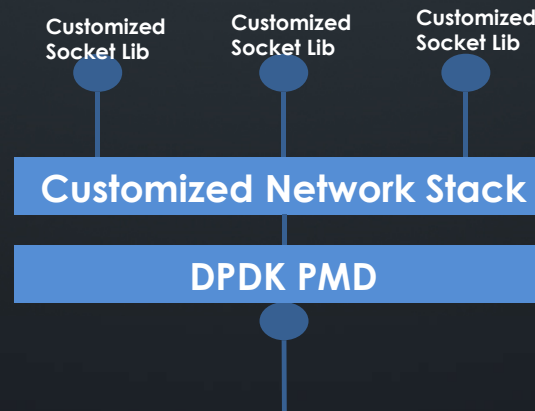 Customized
Socket Lib
Customized
Socket Lib
Customized
Socket Lib
Customized Network Stack
DPDK PMD